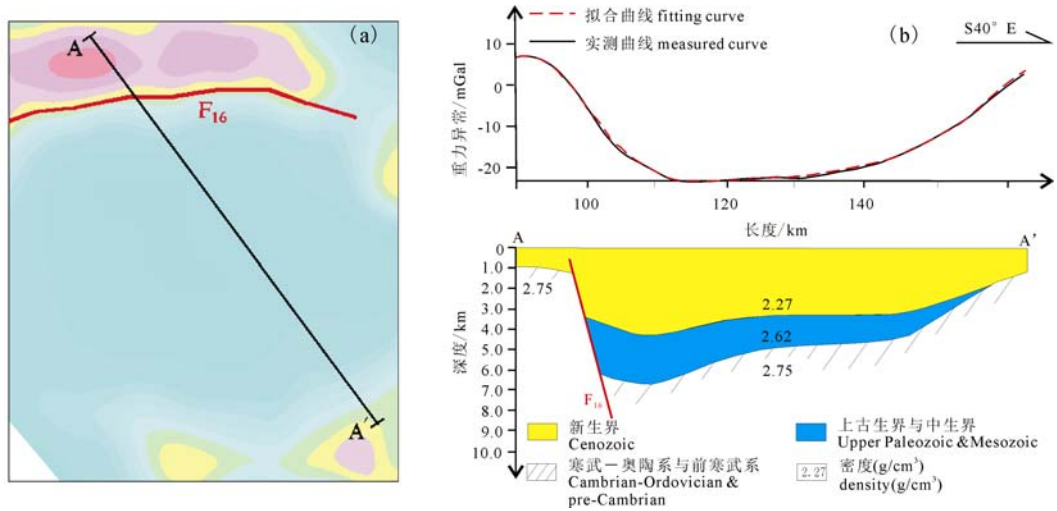 (a)
A
F16
A'
拟合曲线 fitting curve
实测曲线 measured curve
(b)
S40° E
重力异常/mGal
10
0
-10
-20
100
120
140
长度/km
A
A'
深度/km
0
1.0
2.0
3.0
4.0
5.0
6.0
7.0
8.0
9.0
10.0
2.75
2.27
2.62
2.75
F16
新生界
Cenozoic
上古生界与中生界
Upper Paleozoic &Mesozoic
寒武－奥陶系与前寒武系
Cambrian-Ordovician &
pre-Cambrian
2.27
密度(g/cm³)
density(g/cm³)